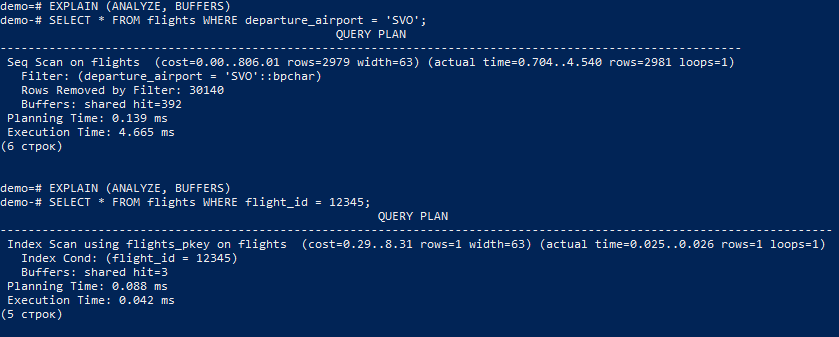 demo=# EXPLAIN (ANALYZE, BUFFERS)
demo-# SELECT * FROM flights WHERE departure_airport = 'SVO';
QUERY PLAN
---------------------------------------------------------------------------------------------------------
Seq Scan on flights  (cost=0.00..806.01 rows=2979 width=63) (actual time=0.704..4.540 rows=2981 loops=1)
Filter: (departure_airport = 'SVO'::bpchar)
Rows Removed by Filter: 30140
Buffers: shared hit=392
Planning Time: 0.139 ms
Execution Time: 4.665 ms
(6 строк)
demo=# EXPLAIN (ANALYZE, BUFFERS)
demo-# SELECT * FROM flights WHERE flight_id = 12345;
QUERY PLAN
----------------------------------------------------------------------------------------------------------------------
Index Scan using flights_pkey on flights  (cost=0.29..8.31 rows=1 width=63) (actual time=0.025..0.026 rows=1 loops=1)
Index Cond: (flight_id = 12345)
Buffers: shared hit=3
Planning Time: 0.088 ms
Execution Time: 0.042 ms
(5 строк)